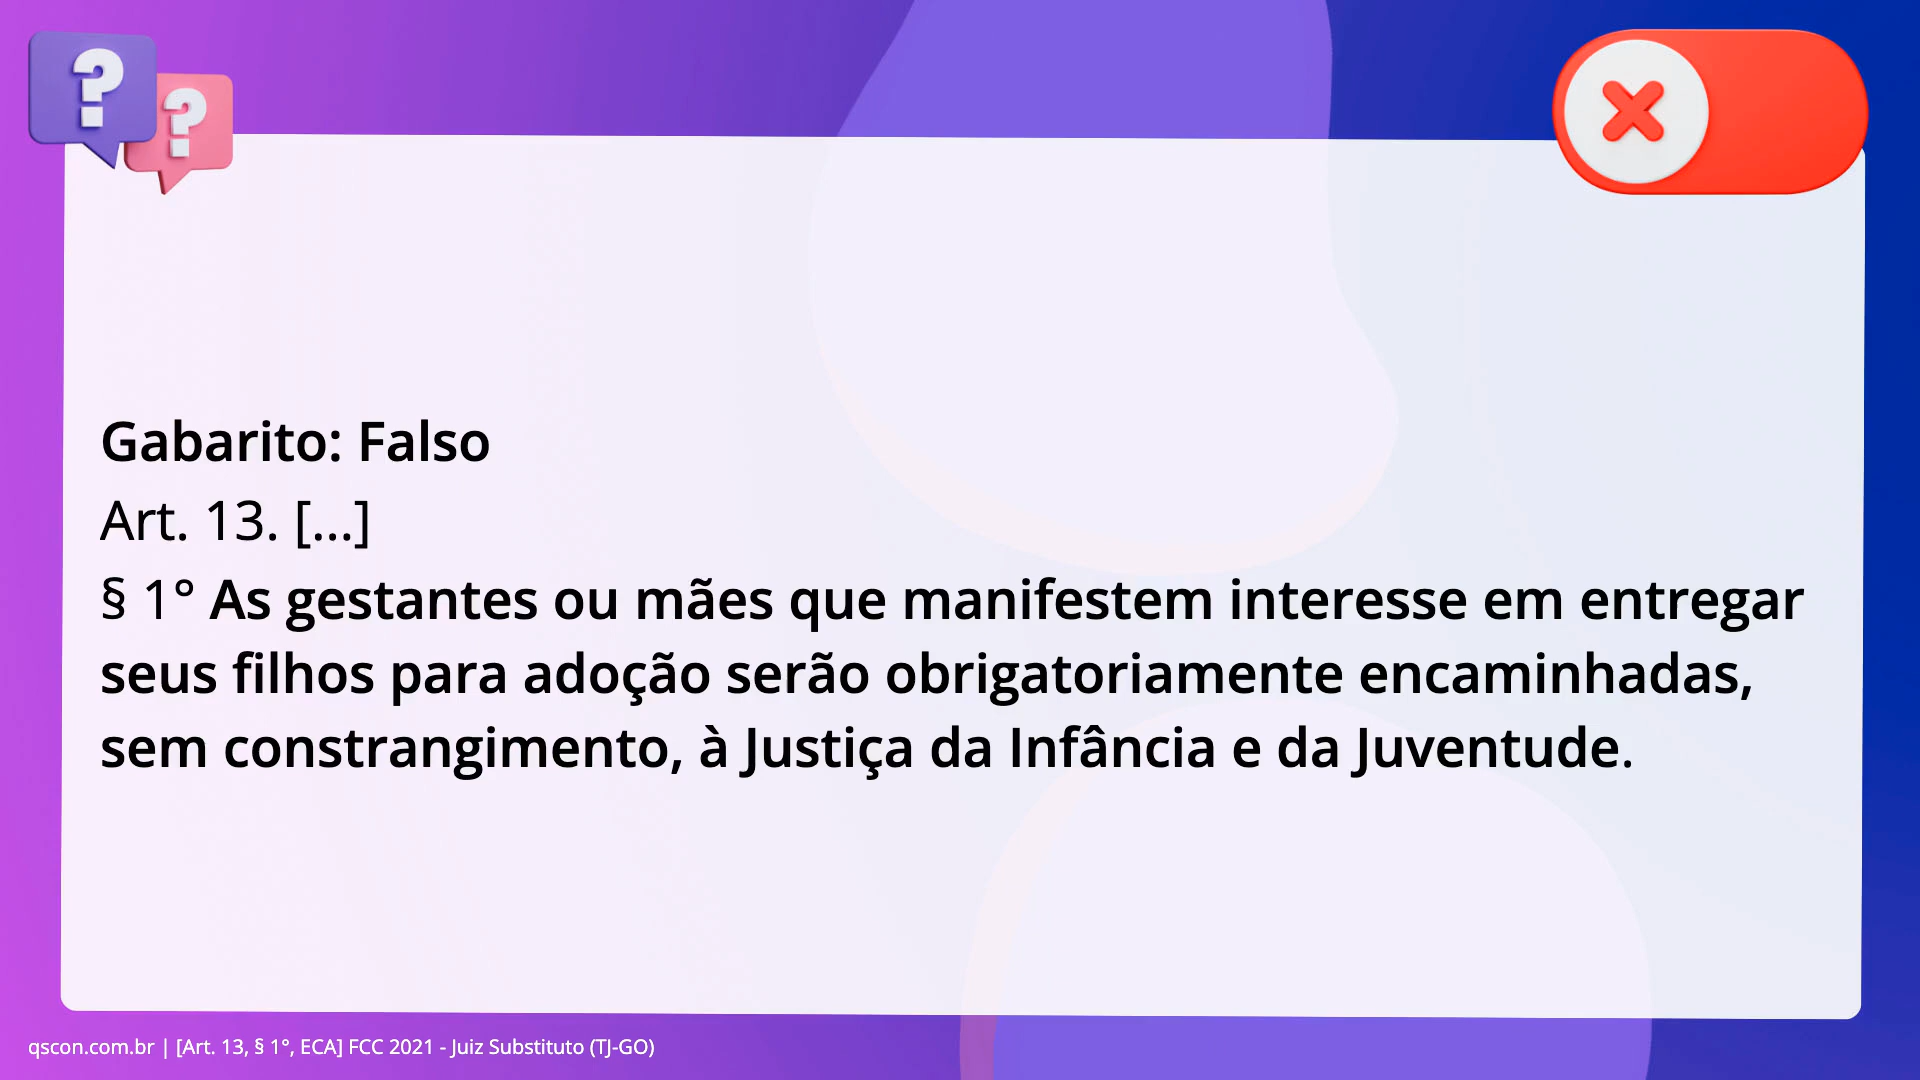 ?
?
Gabarito: Falso
Art. 13. [...]
§ 1° As gestantes ou mães que manifestem interesse em entregar
seus filhos para adoção serão obrigatoriamente encaminhadas,
sem constrangimento, à Justiça da Infância e da Juventude.
qscon.com.br | [Art. 13, § 1°, ECA] FCC 2021 - Juiz Substituto (TJ-GO)